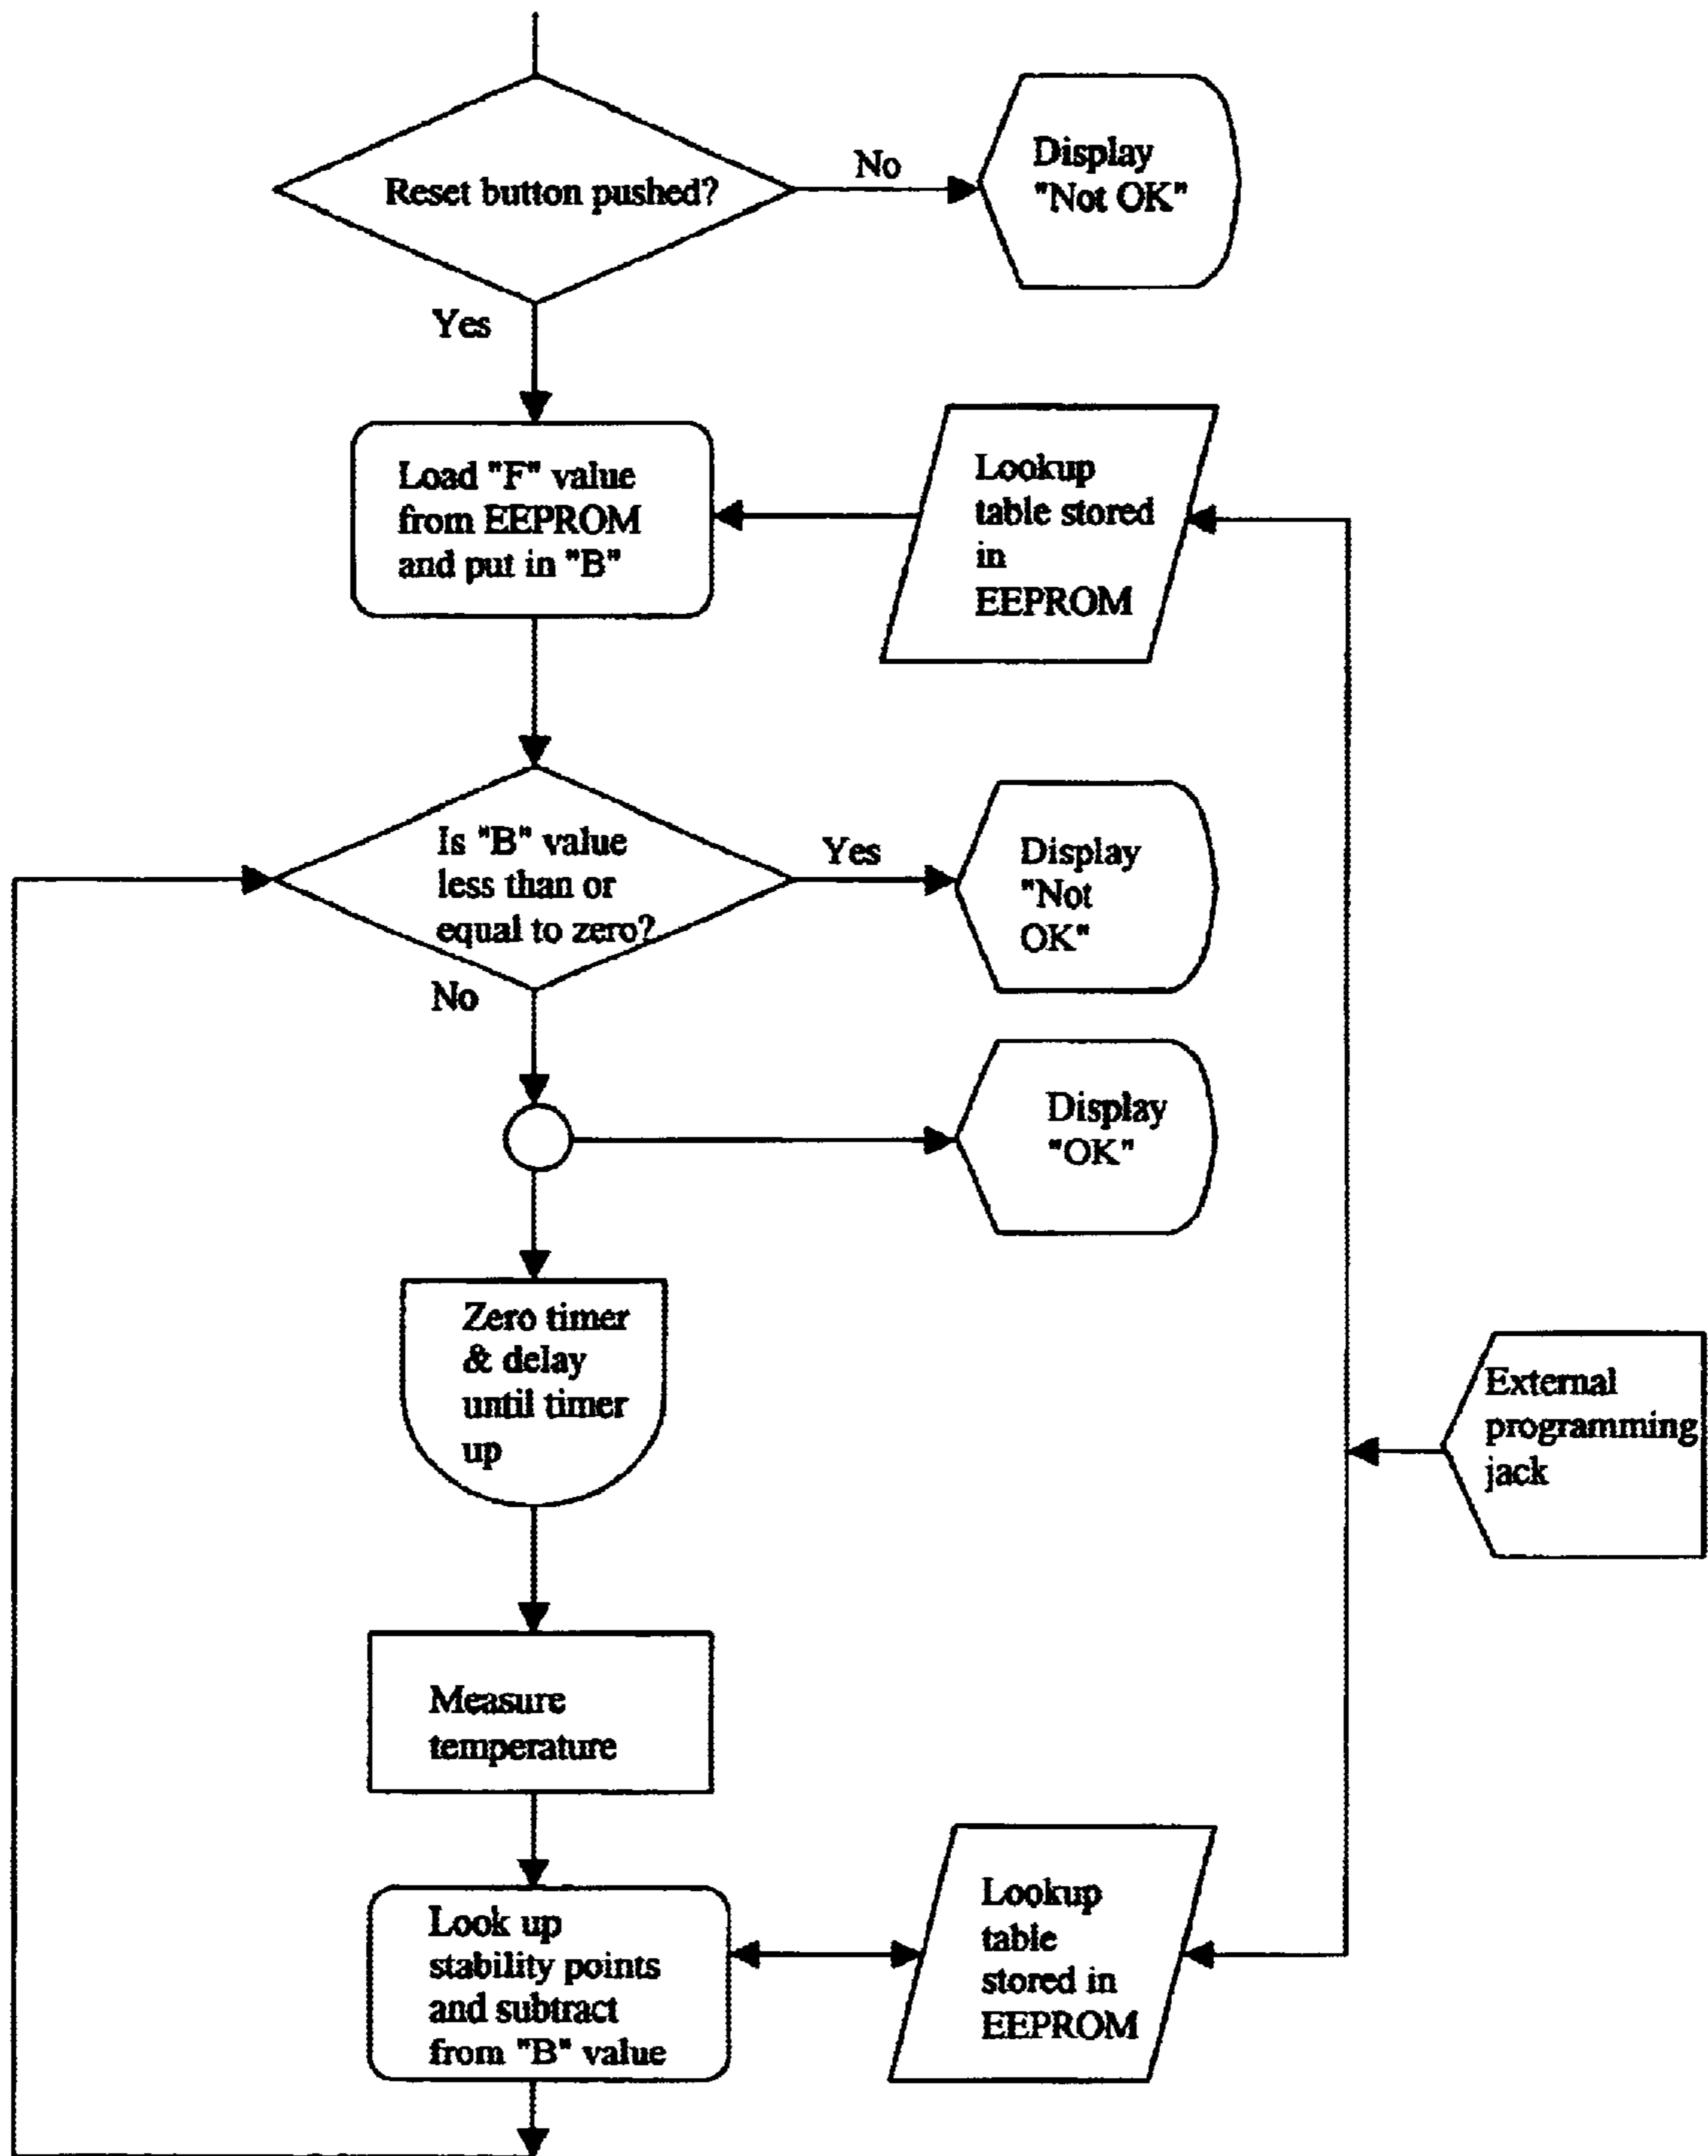 Reset button pushed?
No
Display
"Not OK"
Yes
Load "F" value
from EEPROM
and put in "B"
Lookup
table stored
in
EEPROM
Is "B" value
less than or
equal to zero?
Yes
Display
"Not
OK"
No
Display
"OK"
Zero timer
& delay
until timer
up
External
programming
jack
Measure
temperature
Look up
stability points
and subtract
from "B" value
Lookup
table
stored in
EEPROM